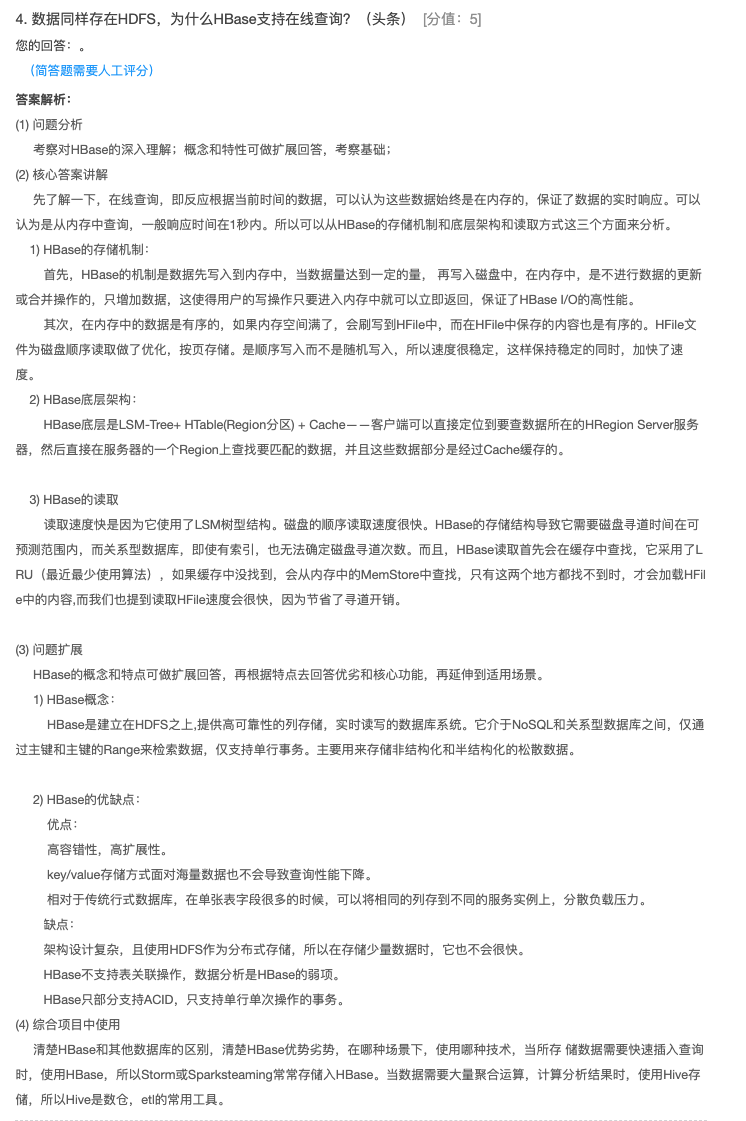 4. 数据同样存在HDFS，为什么HBase支持在线查询？（头条） [分值：5]
您的回答：。
（简答题需要人工评分）
答案解析：
(1) 问题分析
考察对HBase的深入理解；概念和特性可做扩展回答，考察基础；
(2) 核心答案讲解
先了解一下，在线查询，即反应根据当前时间的数据，可以认为这些数据始终是在内存的，保证了数据的实时响应。可以
认为是从内存中查询，一般响应时间在1秒内。所以可以从HBase的存储机制和底层架构和读取方式这三个方面来分析。
1) HBase的存储机制：
首先，HBase的机制是数据先写入到内存中，当数据量达到一定的量， 再写入磁盘中，在内存中，是不进行数据的更新
或合并操作的，只增加数据，这使得用户的写操作只要进入内存中就可以立即返回，保证了HBase I/O的高性能。
其次，在内存中的数据是有序的，如果内存空间满了，会刷写到HFile中，而在HFile中保存的内容也是有序的。HFile文
件为磁盘顺序读取做了优化，按页存储。是顺序写入而不是随机写入，所以速度很稳定，这样保持稳定的同时，加快了速
度。
2) HBase底层架构：
HBase底层是LSM-Tree+ HTable(Region分区) + Cache——客户端可以直接定位到要查数据所在的HRegion Server服务
器，然后直接在服务器的一个Region上查找要匹配的数据，并且这些数据部分是经过Cache缓存的。
3) HBase的读取
读取速度快是因为它使用了LSM树型结构。磁盘的顺序读取速度很快。HBase的存储结构导致它需要磁盘寻道时间在可
预测范围内，而关系型数据库，即使有索引，也无法确定磁盘寻道次数。而且，HBase读取首先会在缓存中查找，它采用了L
RU（最近最少使用算法），如果缓存中没找到，会从内存中的MemStore中查找，只有这两个地方都找不到时，才会加载HFil
e中的内容,而我们也提到读取HFile速度会很快，因为节省了寻道开销。
(3) 问题扩展
HBase的概念和特点可做扩展回答，再根据特点去回答优劣和核心功能，再延伸到适用场景。
1) HBase概念：
HBase是建立在HDFS之上,提供高可靠性的列存储，实时读写的数据库系统。它介于NoSQL和关系型数据库之间，仅通
过主键和主键的Range来检索数据，仅支持单行事务。主要用来存储非结构化和半结构化的松散数据。
2) HBase的优缺点：
优点：
高容错性，高扩展性。
key/value存储方式面对海量数据也不会导致查询性能下降。
相对于传统行式数据库，在单张表字段很多的时候，可以将相同的列存到不同的服务实例上，分散负载压力。
缺点：
架构设计复杂，且使用HDFS作为分布式存储，所以在存储少量数据时，它也不会很快。
HBase不支持表关联操作，数据分析是HBase的弱项。
HBase只部分支持ACID，只支持单行单次操作的事务。
(4) 综合项目中使用
清楚HBase和其他数据库的区别，清楚HBase优势劣势，在哪种场景下，使用哪种技术，当所存 储数据需要快速插入查询
时，使用HBase，所以Storm或Sparksteaming常常存储入HBase。当数据需要大量聚合运算，计算分析结果时，使用Hive存
储，所以Hive是数仓，etl的常用工具。